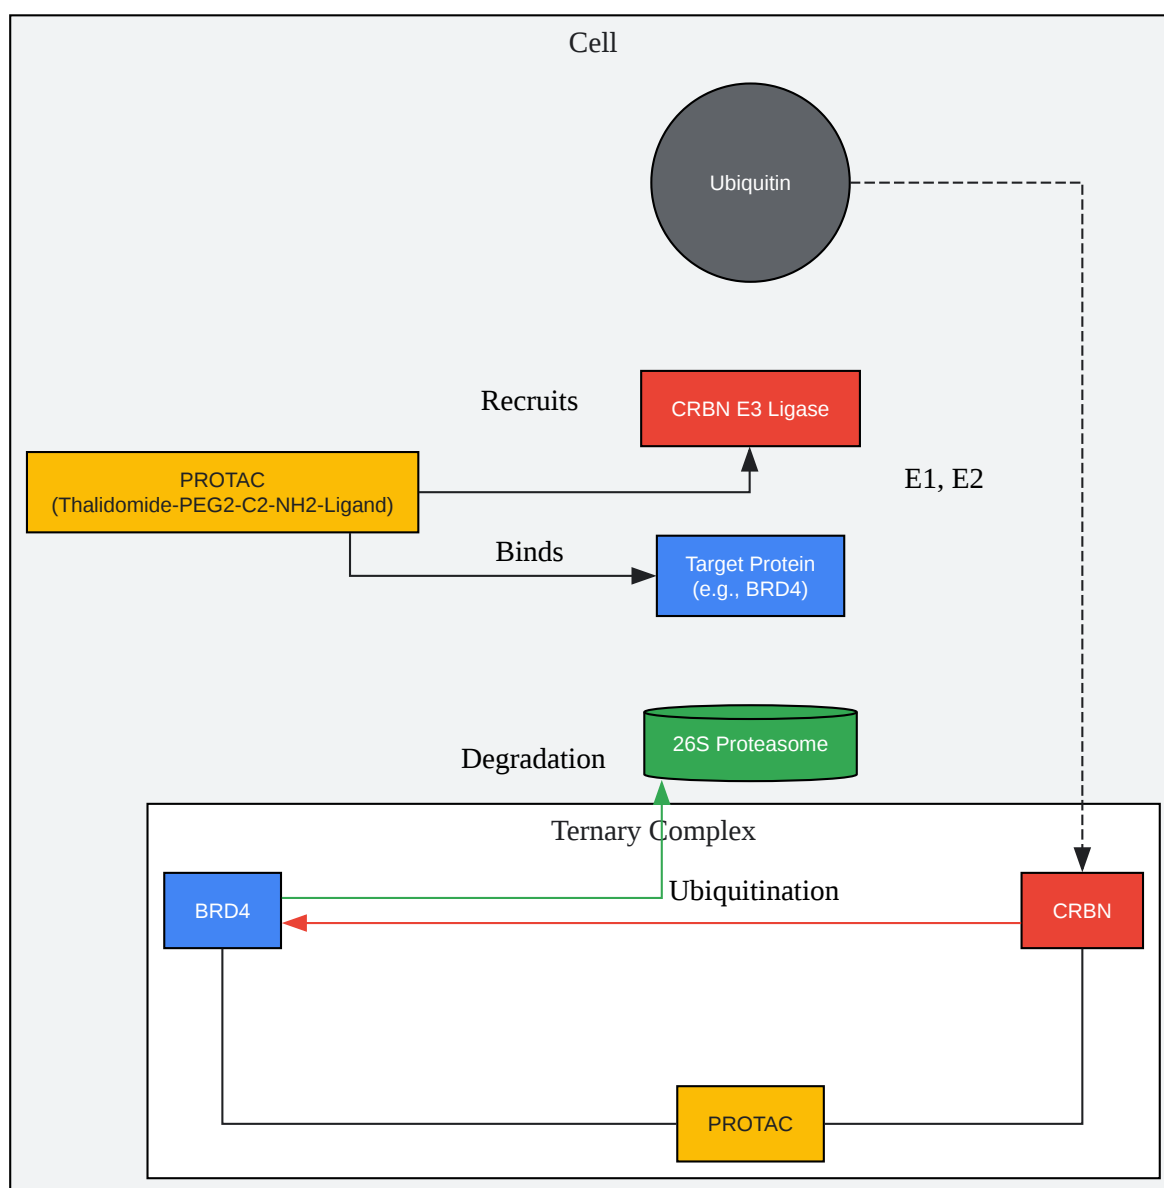 Cell
Ubiquitin
Recruits
CRBN E3 Ligase
PROTAC
(Thalidomide-PEG2-C2-NH2-Ligand)
E1, E2
Binds
Target Protein
(e.g., BRD4)
Degradation
26S Proteasome
Ternary Complex
Ubiquitination
BRD4
CRBN
PROTAC